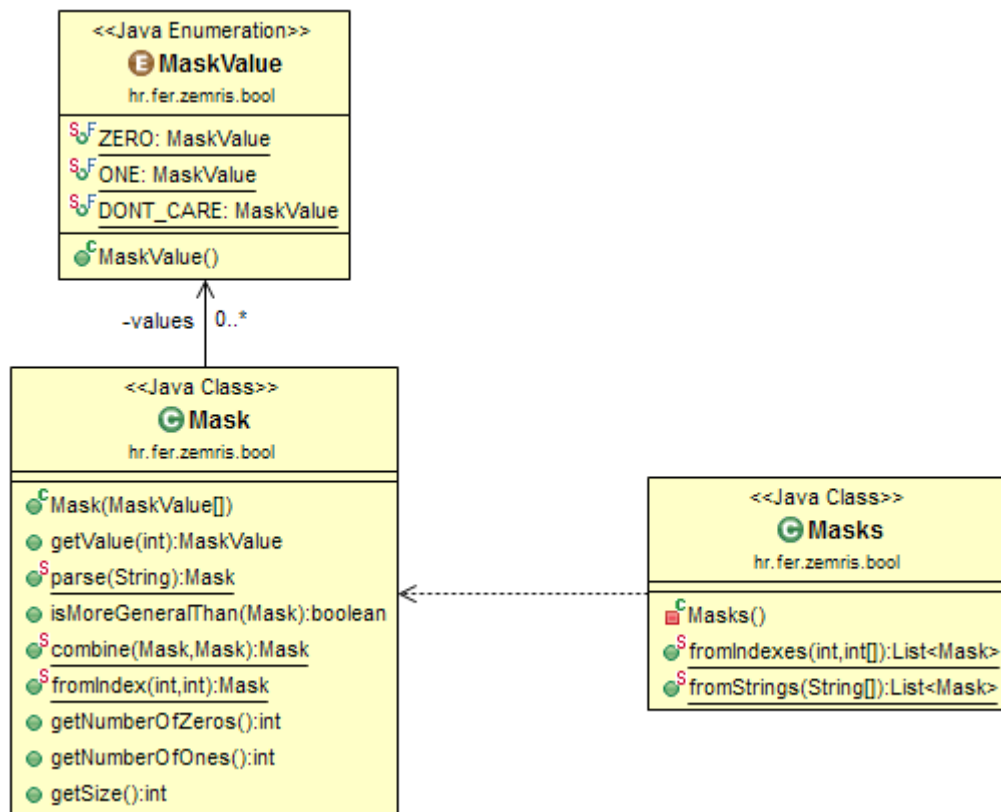 <<Java Enumeration>>
E MaskValue
hr.fer.zemris.bool
S F ZERO: MaskValue
S F ONE: MaskValue
S F DONT_CARE: MaskValue
C MaskValue()
-values 0..*
<<Java Class>>
C Mask
hr.fer.zemris.bool
C Mask(MaskValue[])
getValue(int):MaskValue
S parse(String):Mask
isMoreGeneralThan(Mask):boolean
S combine(Mask,Mask):Mask
S fromIndex(int,int):Mask
getNumberOfZeros():int
getNumberOfOnes():int
getSize():int
<<Java Class>>
C Masks
hr.fer.zemris.bool
C Masks()
S fromIndexes(int,int[]):List<Mask>
S fromStrings(String[]):List<Mask>